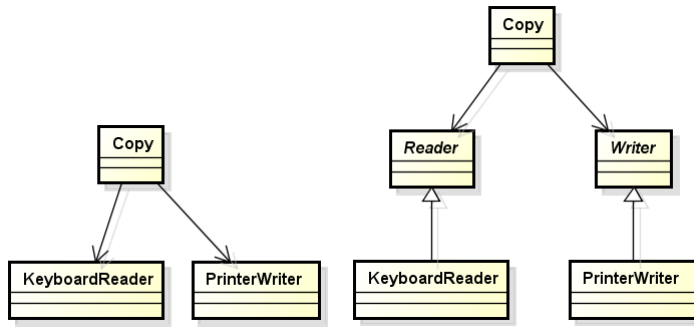 Copy
KeyboardReader
PrinterWriter
Copy
Reader
Writer
KeyboardReader
PrinterWriter